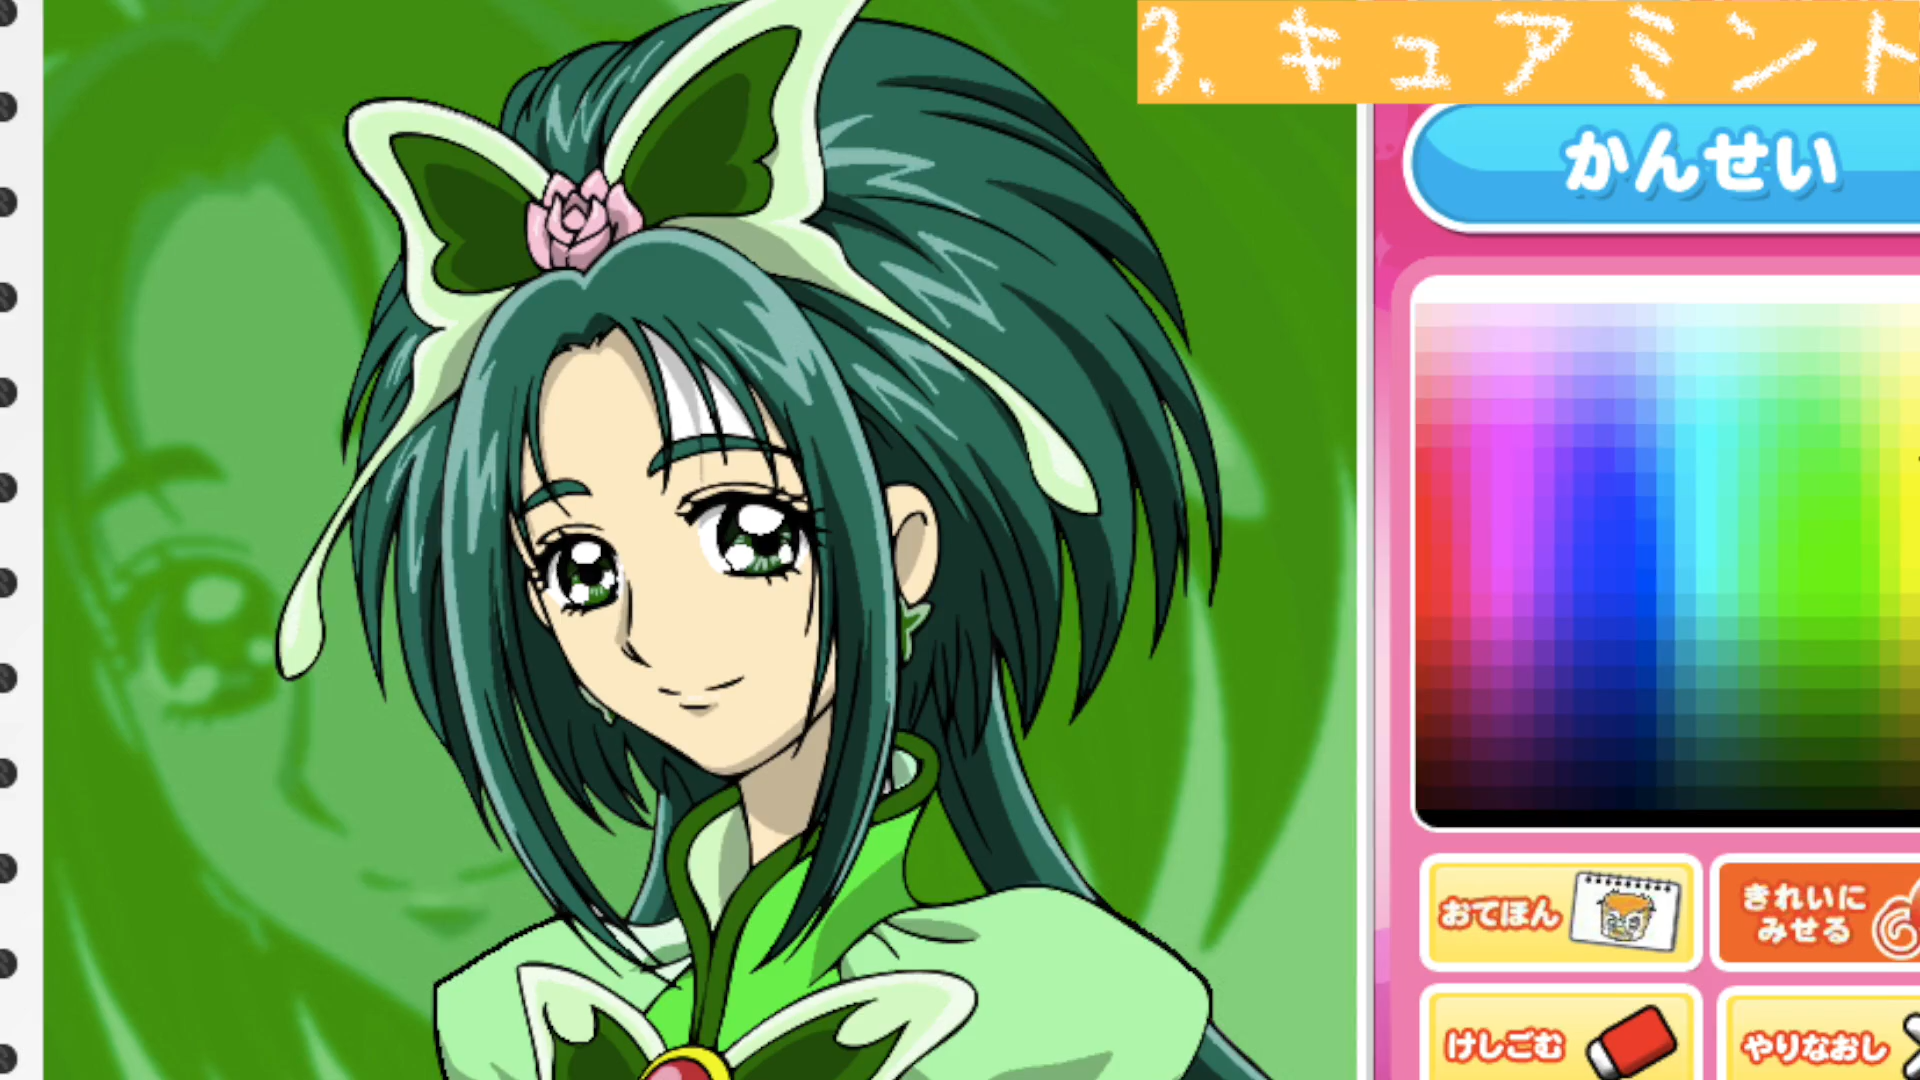 3. キュアミント
かんせい
おてほん
きれいに
みせる
けしごむ
やりなおし